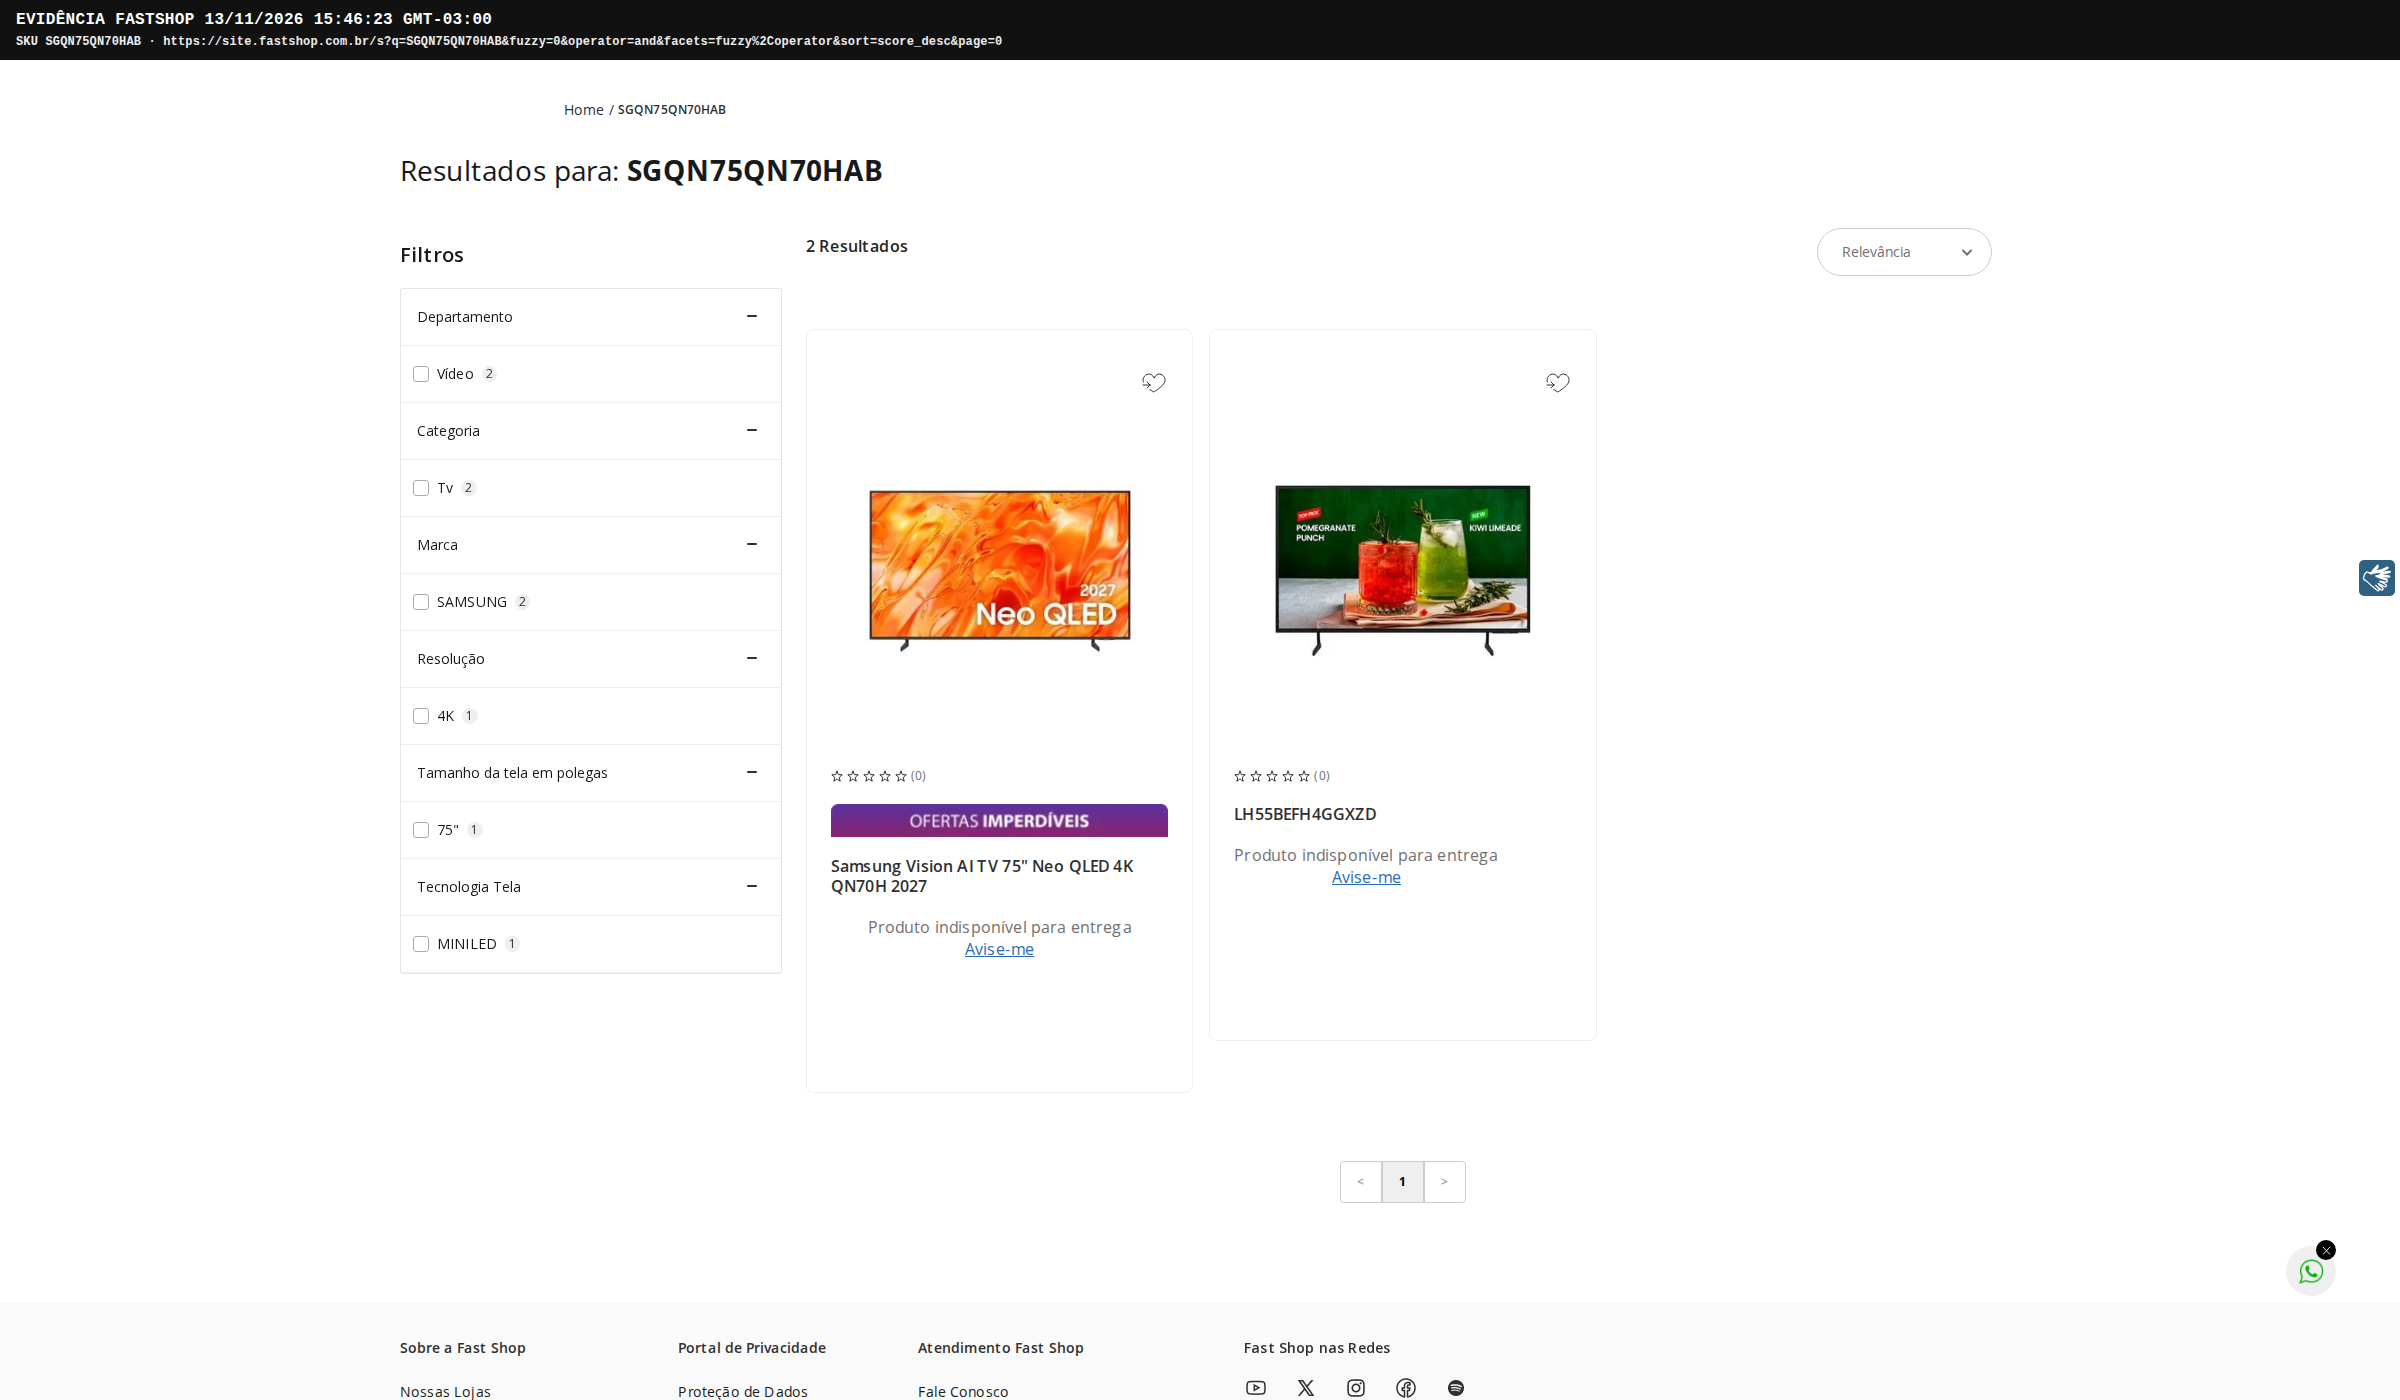 EVIDÊNCIA FASTSHOP 13/11/2026 15:46:23 GMT-03:00
SKU SGQN75QN70HAB · https://site.fastshop.com.br/s?q=SGQN75QN70HAB&fuzzy=0&operator=and&facets=fuzzy%2Coperator&sort=score_desc&page=0
Home / SGQN75QN70HAB
Resultados para: SGQN75QN70HAB
Filtros
Departamento
Vídeo 2
Categoria
Tv 2
Marca
SAMSUNG 2
Resolução
4K 1
Tamanho da tela em polegas
75" 1
Tecnologia Tela
MINILED 1
2 Resultados
Relevância
2027
Neo QLED
(0)
OFERTAS IMPERDÍVEIS
Samsung Vision AI TV 75" Neo QLED 4K
QN70H 2027
Produto indisponível para entrega
Avise-me
TOP PICK
POMEGRANATE
PUNCH
NEW
KIWI LIMEADE
(0)
LH55BEFH4GGXZD
Produto indisponível para entrega
Avise-me
< 1 >
Sobre a Fast Shop
Nossas Lojas
Portal de Privacidade
Proteção de Dados
Atendimento Fast Shop
Fale Conosco
Fast Shop nas Redes